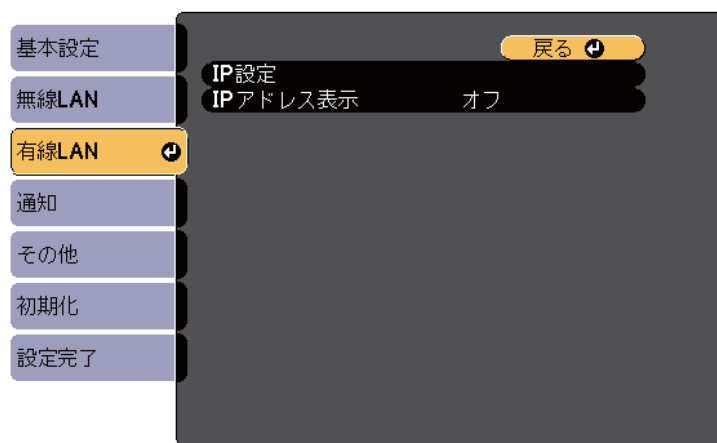 基本設定
無線LAN
有線LAN
通知
その他
初期化
設定完了
戻る
IP設定
IPアドレス表示 オフ